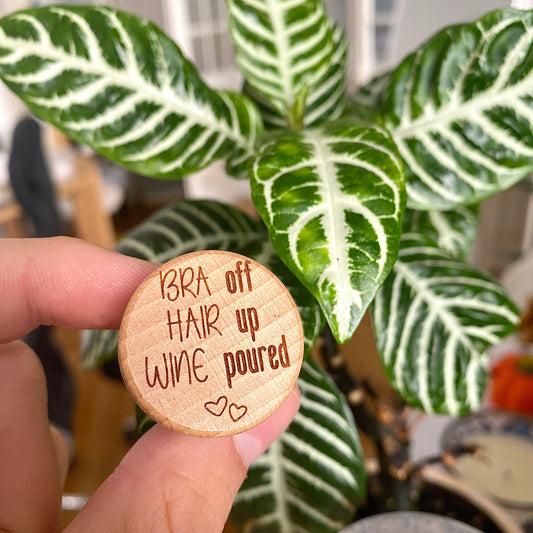 BRA off
HAIR up
WINE poured